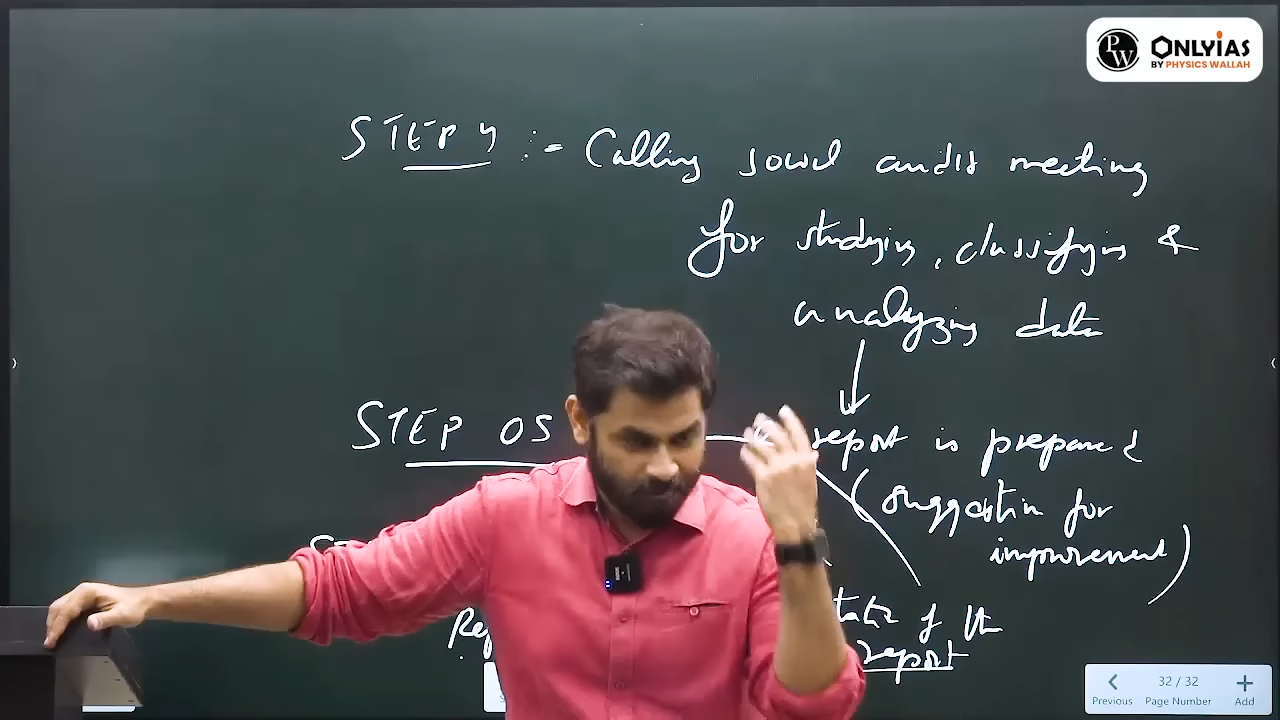 PW ONLYIAS
BY PHYSICS WALLAH
STEP 4 :- Calling social audit meeting
for studying, classifying &
analyzing data
STEP 05
report is prepared
(suggestion for
improvement)
of the
report
32 / 32
Previous Page Number Add